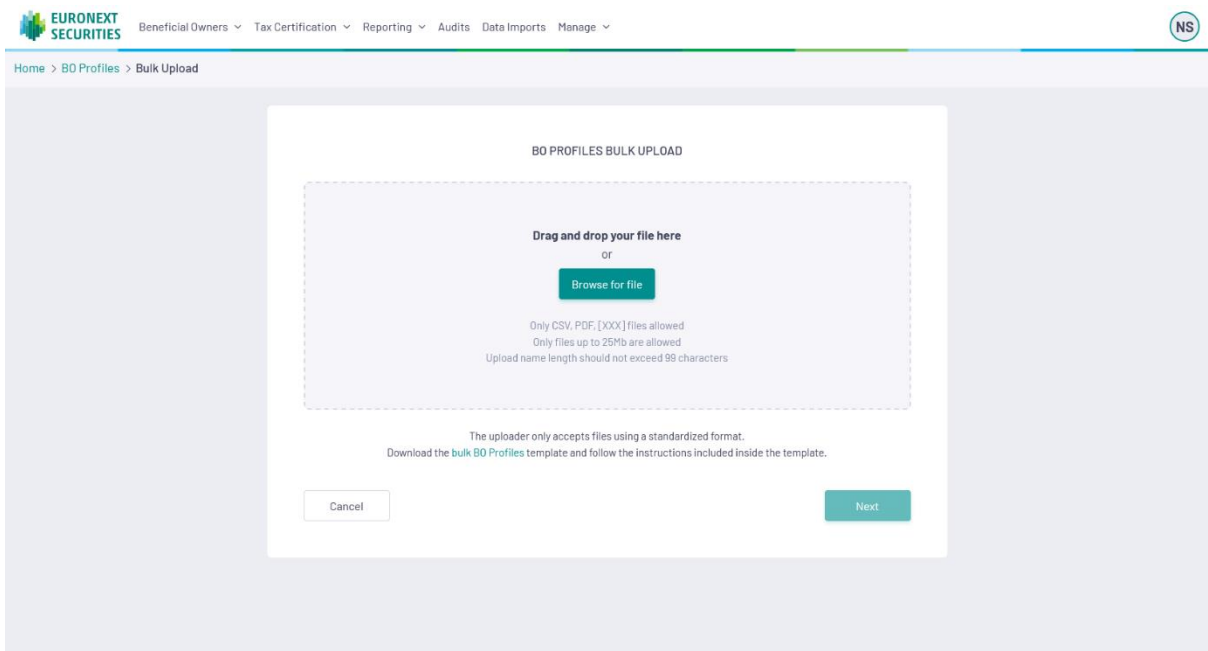 EURONEXT
SECURITIES
Beneficial Owners Tax Certification Reporting Audits Data Imports Manage
NS
Home > BO Profiles > Bulk Upload
BO PROFILES BULK UPLOAD
Drag and drop your file here
or
Browse for file
Only CSV, PDF, [XXX] files allowed
Only files up to 25Mb are allowed
Upload name length should not exceed 99 characters
The uploader only accepts files using a standardized format.
Download the bulk BO Profiles template and follow the instructions included inside the template.
Cancel
Next